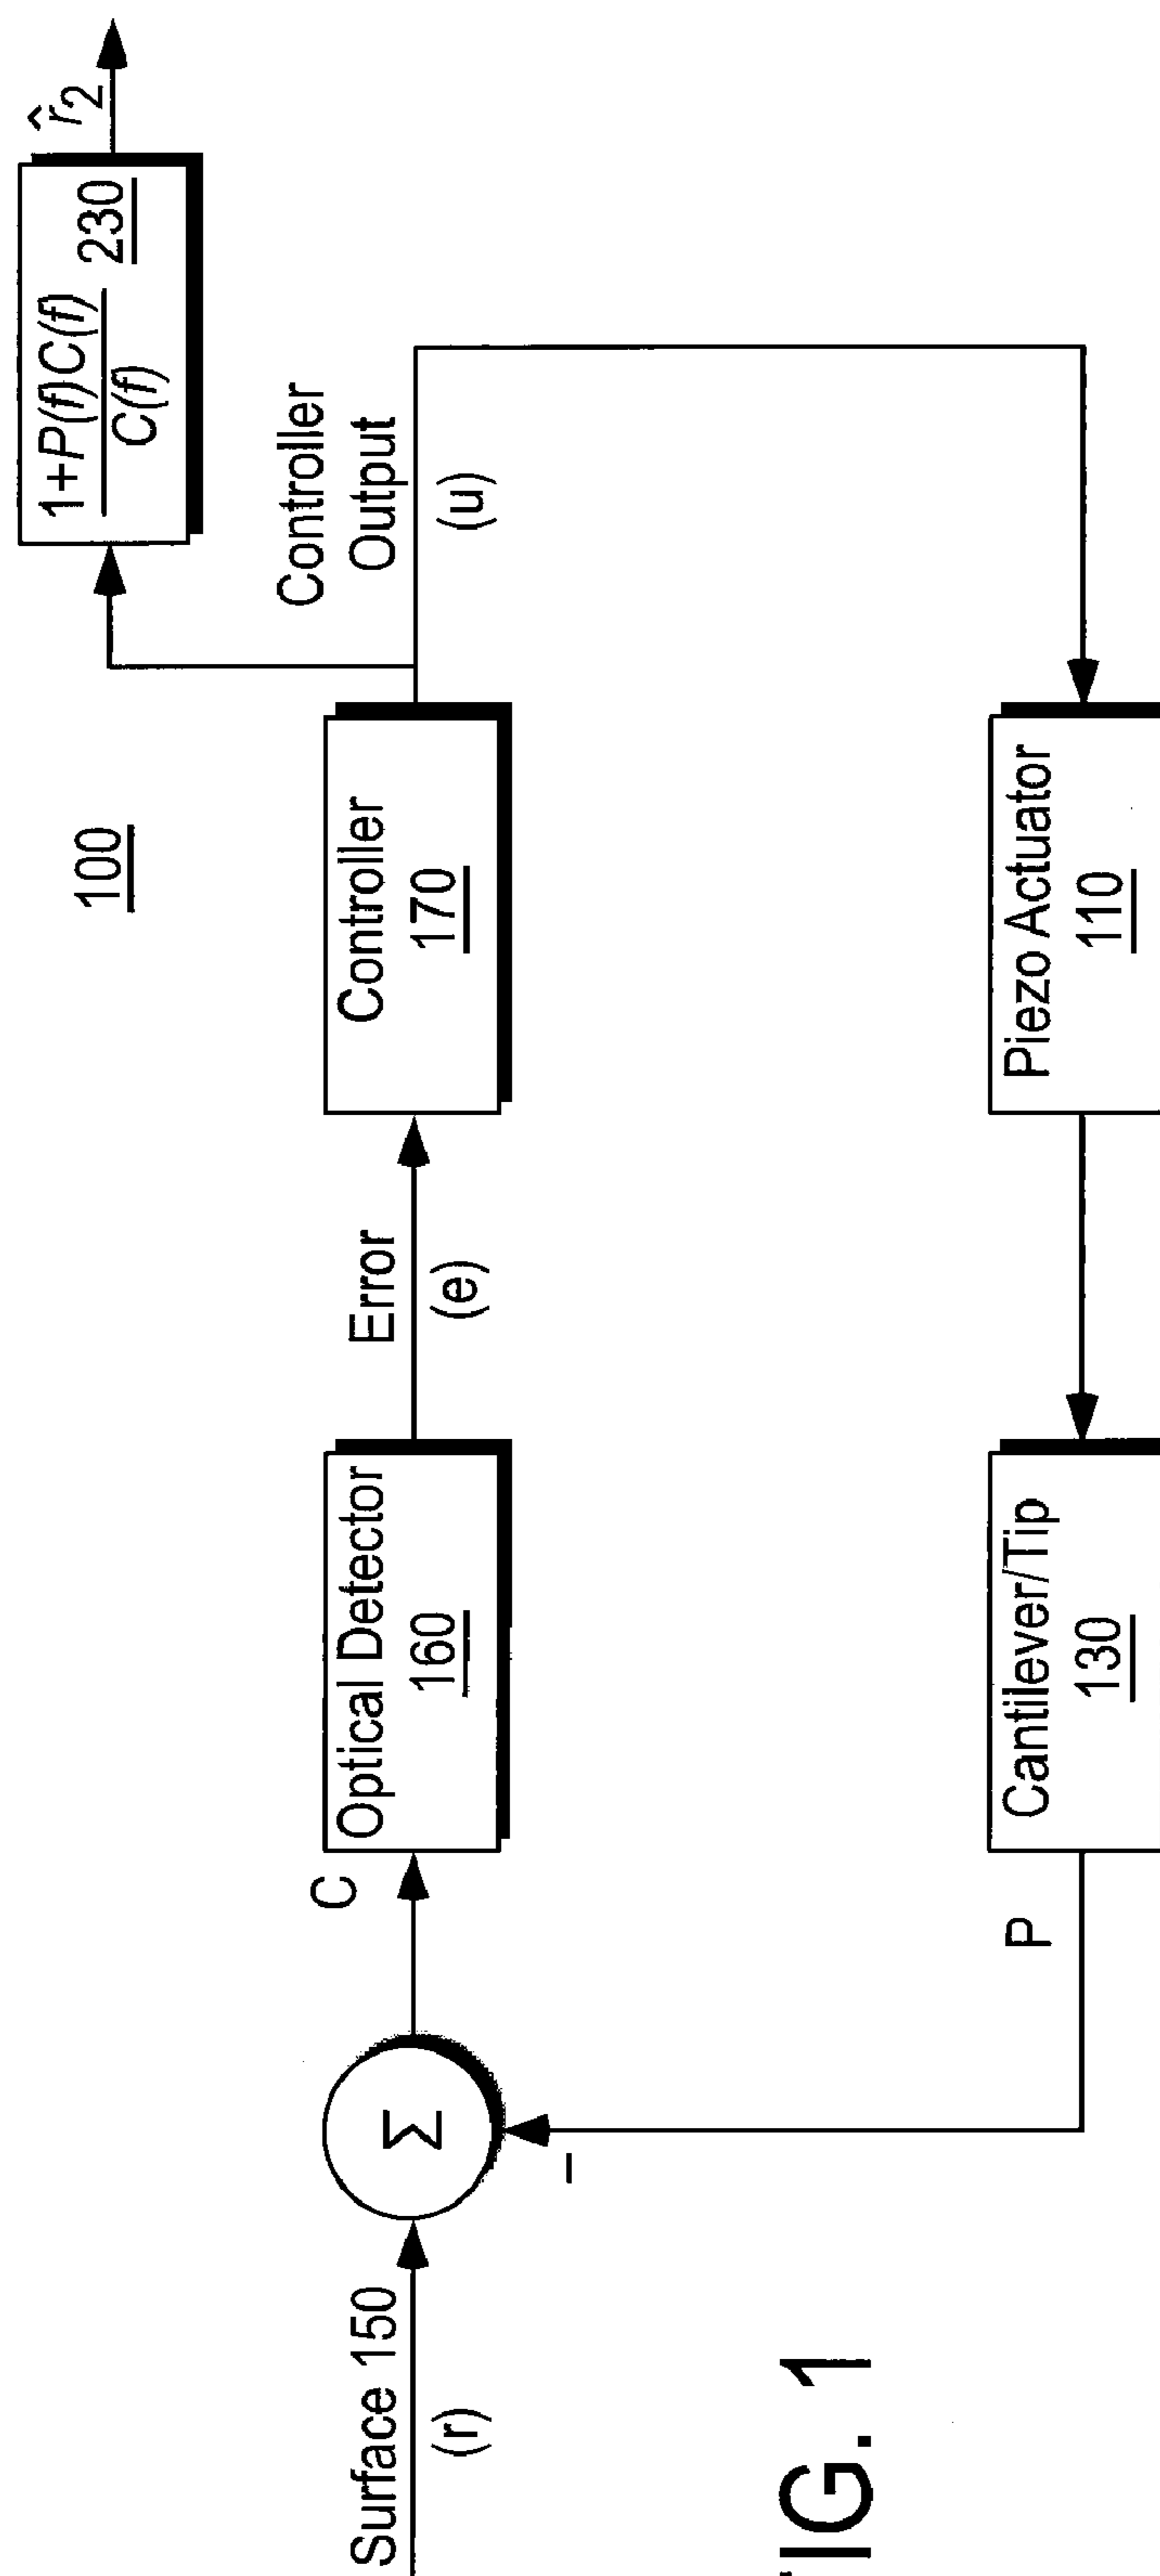 100
1+P(f)C(f)
C(f)
230
r̂2
Surface 150
(r)
Σ
–
C
Optical Detector
160
Error
(e)
Controller
170
Controller
Output
(u)
P
Cantilever/Tip
130
Piezo Actuator
110
FIG. 1